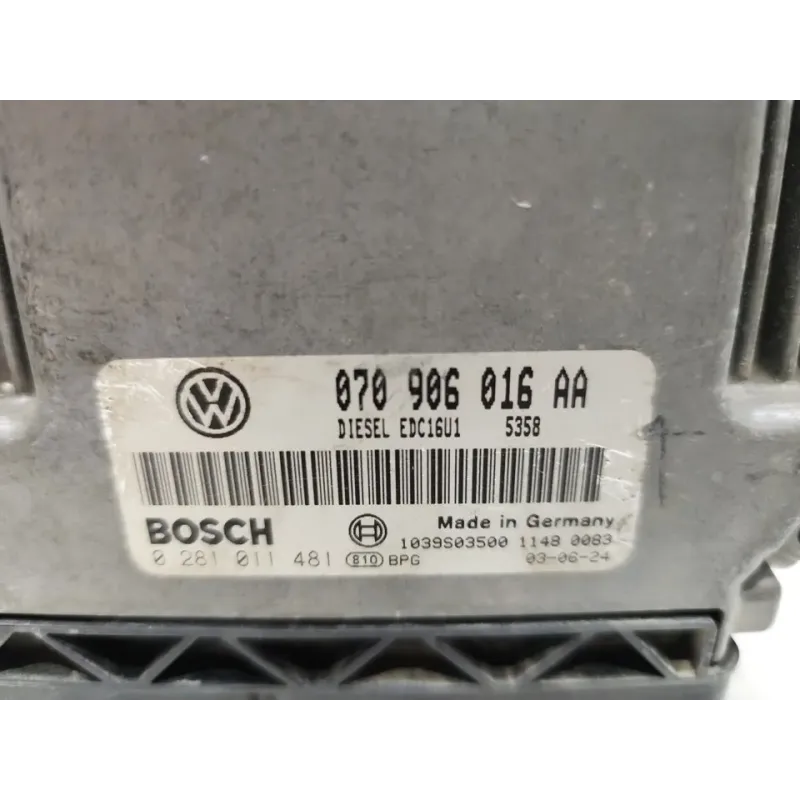 070 906 016 AA
DIESEL EDC16U1 5358
BOSCH Made in Germany
1039S03500 1148 0083
0 281 011 481 810 BPG 03-06-24